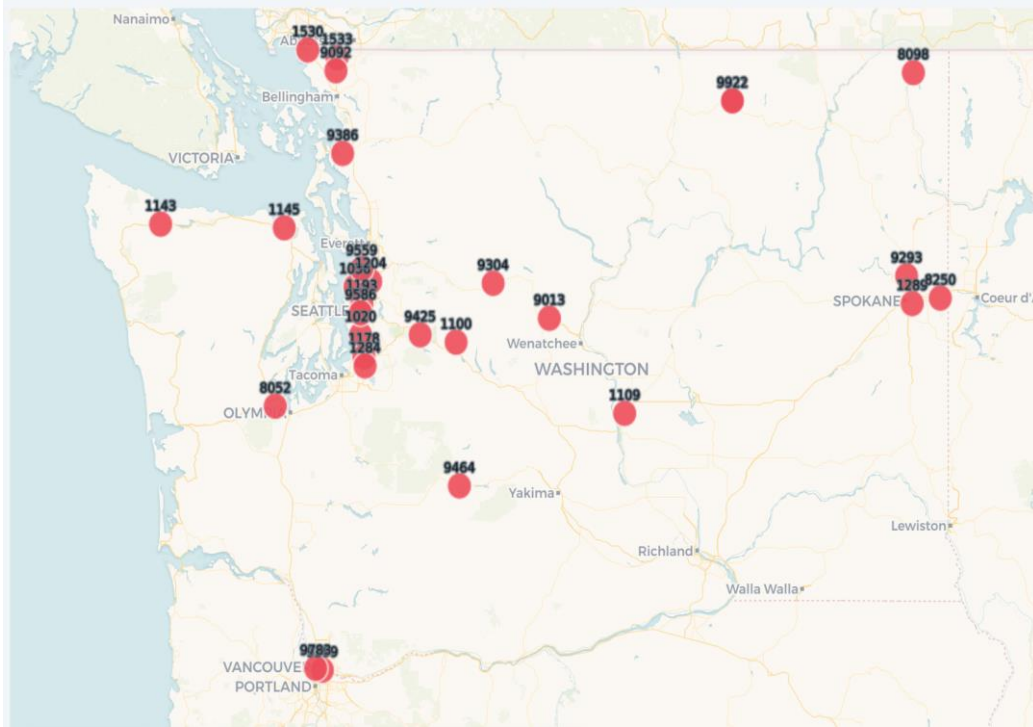 Nanaimo
1530
1533
9092
8098
9922
Bellingham
9386
VICTORIA
1143
1145
Everett
9559
1204
1193
9586
SEATTLE
1020
1178
1284
Tacoma
9304
9425
1100
9013
Wenatchee
WASHINGTON
9293
1289
8250
SPOKANE
Coeur d'A
1109
8052
9464
Yakima
Lewiston
Richland
Walla Walla
9783
PORTLAND